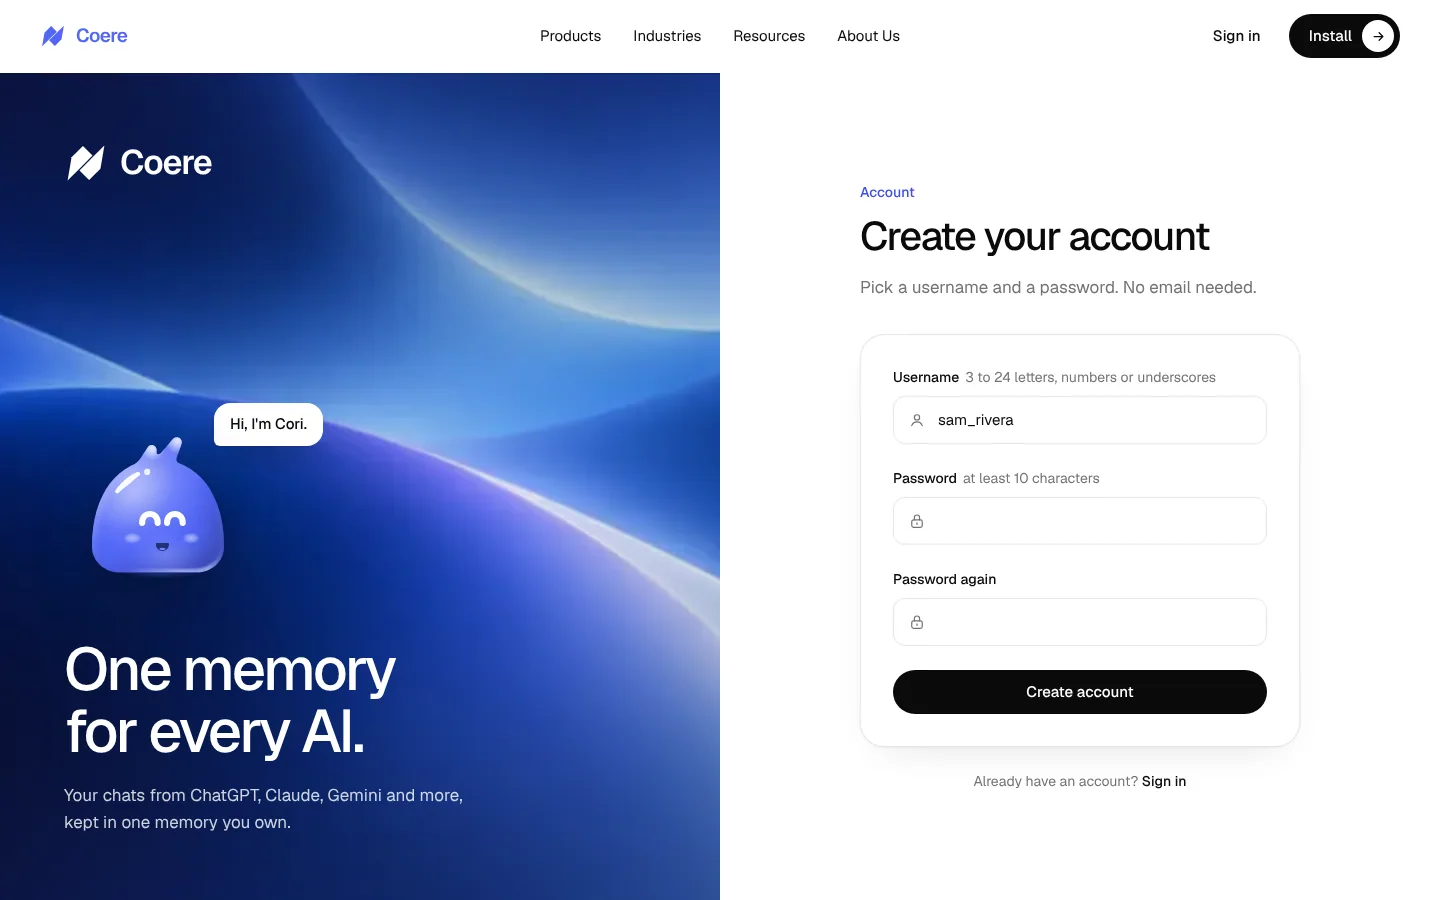 Coere
Products
Industries
Resources
About Us
Sign in
Install
Coere
Hi, I'm Cori.
One memory
for every AI.
Your chats from ChatGPT, Claude, Gemini and more,
kept in one memory you own.
Account
Create your account
Pick a username and a password. No email needed.
Username 3 to 24 letters, numbers or underscores
sam_rivera
Password at least 10 characters
Password again
Create account
Already have an account? Sign in